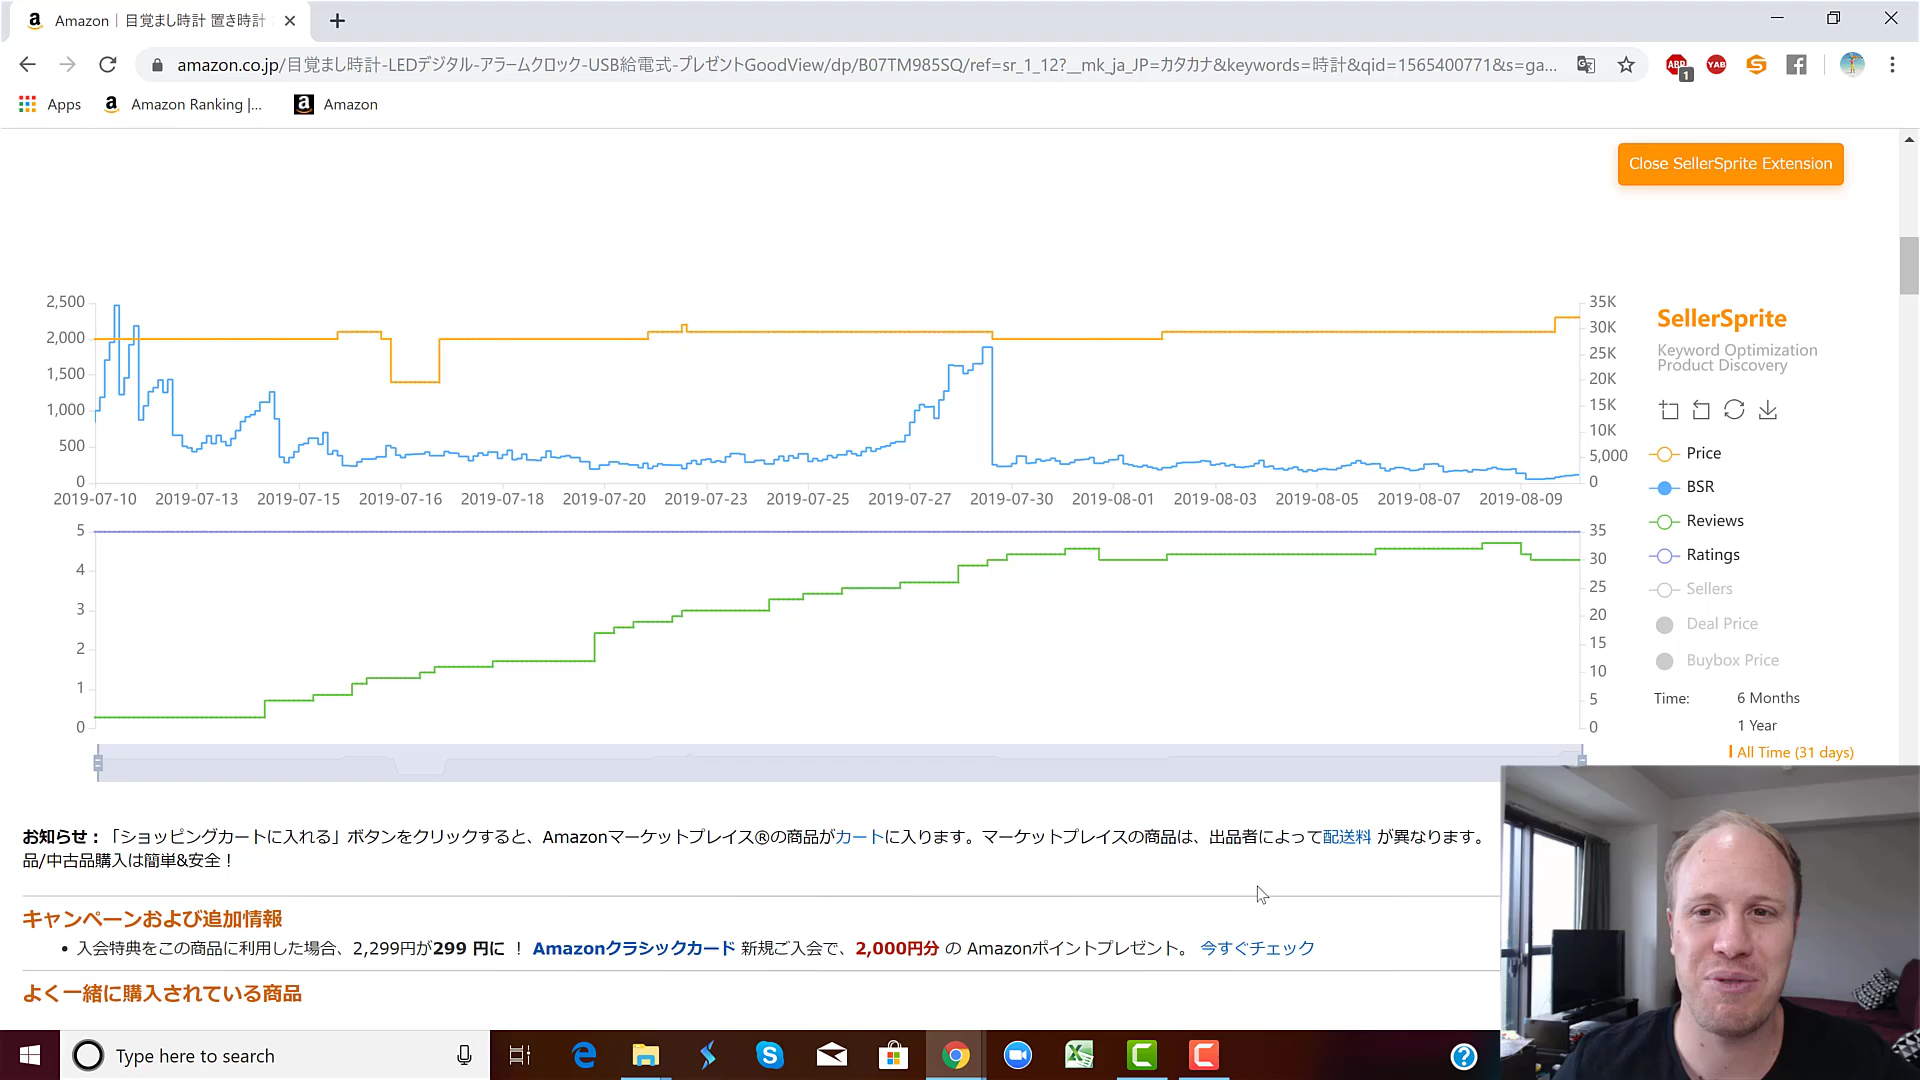 Amazon | 目覚まし時計 置き時計
amazon.co.jp/目覚まし時計-LEDデジタル-アラームクロック-USB給電式-プレゼントGoodView/dp/B07TM985SQ/ref=sr_1_12?__mk_ja_JP=カタカナ&keywords=時計&qid=1565400771&s=ga...
ABP 1 YAB
Apps Amazon Ranking |... Amazon
Close SellerSprite Extension
2,500 35K
30K
2,000
25K
1,500 20K
15K
1,000
10K
500 5,000
0 0
2019-07-10 2019-07-13 2019-07-15 2019-07-16 2019-07-18 2019-07-20 2019-07-23 2019-07-25 2019-07-27 2019-07-30 2019-08-01 2019-08-03 2019-08-05 2019-08-07 2019-08-09
5 35
30
4
25
3 20
15
2
10
1
5
0 0
SellerSprite
Keyword Optimization
Product Discovery
Price
BSR
Reviews
Ratings
Sellers
Deal Price
Buybox Price
Time: 6 Months
1 Year
All Time (31 days)
お知らせ：「ショッピングカートに入れる」ボタンをクリックすると、Amazonマーケットプレイス®の商品がカートに入ります。マーケットプレイスの商品は、出品者によって配送料 が異なります。
品/中古品購入は簡単&安全！
キャンペーンおよび追加情報
• 入会特典をこの商品に利用した場合、2,299円が299 円に ！ Amazonクラシックカード 新規ご入会で、2,000円分 の Amazonポイントプレゼント。 今すぐチェック
よく一緒に購入されている商品
Type here to search